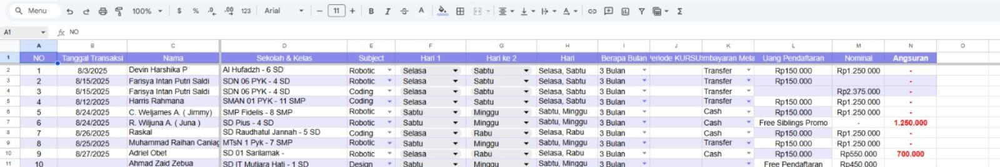 Menu 100% $ % .0 .00 123 Arial 11 B I A
A1 fx NO
A B C D E F G H I J K L M N O
1 NO Tanggal Transaksi Nama Sekolah & Kelas Subject Hari 1 Hari ke 2 Hari Berapa Bulan eriode KURSUS mbayaran Mela Uang Pendaftaran Nominal Angsuran
2 1 8/3/2025 Devin Harshika P Al Hufadzh - 6 SD Robotic Selasa Sabtu Selasa, Sabtu 3 Bulan Transfer Rp150.000 Rp1.250.000 -
3 2 8/15/2025 Farisya Intan Putri Saldi SDN 06 PYK - 4 SD Robotic Selasa Sabtu Selasa, Sabtu 3 Bulan Transfer Rp150.000 -
4 3 8/15/2025 Farisya Intan Putri Saldi SDN 06 PYK - 4 SD Coding Selasa Sabtu Selasa, Sabtu 3 Bulan Transfer Rp2.375.000 -
5 4 8/12/2025 Harris Rahmana SMAN 01 PYK - 11 SMP Coding Selasa Sabtu Selasa, Sabtu 3 Bulan Transfer Rp150.000 Rp1.250.000 -
6 5 8/24/2025 C. Weljames A. ( Jimmy) SMP Fidelis - 8 SMP Robotic Sabtu Minggu Sabtu, Minggu 3 Bulan Cash Rp150.000 Rp1.250.000 -
7 6 8/24/2025 R. Wiljuna A. ( Juna ) SD Pius - 4 SD Robotic Sabtu Minggu Sabtu, Minggu 3 Bulan Cash Free Siblings Promo - 1.250.000
8 7 8/26/2025 Raskal SD Raudhatul Jannah - 5 SD Coding Selasa Rabu Selasa, Rabu 3 Bulan Cash Rp150.000 Rp1.250.000 -
9 8 8/25/2025 Muhammad Raihan Caniag MTsN 1 Pyk - 7 SMP Robotic Sabtu Minggu Sabtu, Minggu 3 Bulan Transfer Rp150.000 Rp1.250.000 -
10 9 8/27/2025 Adriel Obet SD 01 Sarilamak - Robotic Selasa Rabu Selasa, Rabu 3 Bulan Cash Rp150.000 Rp550.000 700.000
11 10 Ahmad Zaid Zebua SD IT Mutiara Hati - 1 SD Design Sabtu Minggu Sabtu, Minggu 3 Bulan Free Pendaftaran Rp450.000